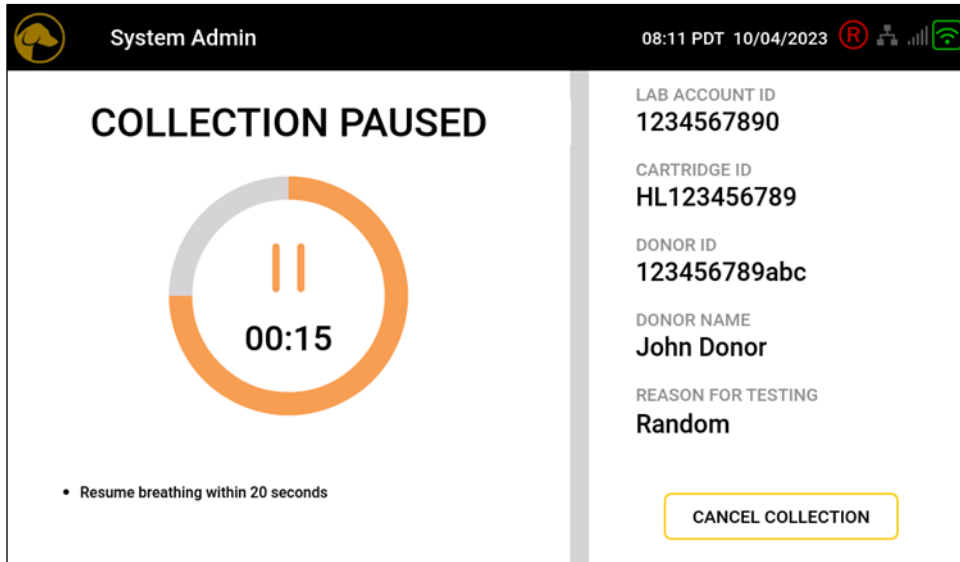 System Admin
08:11 PDT 10/04/2023 R
COLLECTION PAUSED
00:15
• Resume breathing within 20 seconds
LAB ACCOUNT ID
1234567890
CARTRIDGE ID
HL123456789
DONOR ID
123456789abc
DONOR NAME
John Donor
REASON FOR TESTING
Random
CANCEL COLLECTION